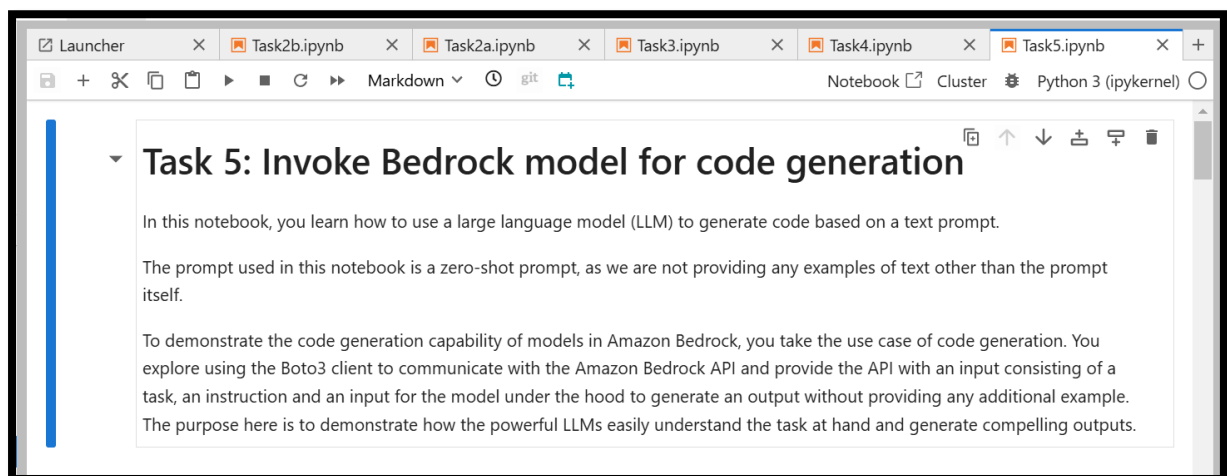 Launcher
Task2b.ipynb
Task2a.ipynb
Task3.ipynb
Task4.ipynb
Task5.ipynb
Markdown
git
Notebook
Cluster
Python 3 (ipykernel)
Task 5: Invoke Bedrock model for code generation
In this notebook, you learn how to use a large language model (LLM) to generate code based on a text prompt.
The prompt used in this notebook is a zero-shot prompt, as we are not providing any examples of text other than the prompt
itself.
To demonstrate the code generation capability of models in Amazon Bedrock, you take the use case of code generation. You
explore using the Boto3 client to communicate with the Amazon Bedrock API and provide the API with an input consisting of a
task, an instruction and an input for the model under the hood to generate an output without providing any additional example.
The purpose here is to demonstrate how the powerful LLMs easily understand the task at hand and generate compelling outputs.